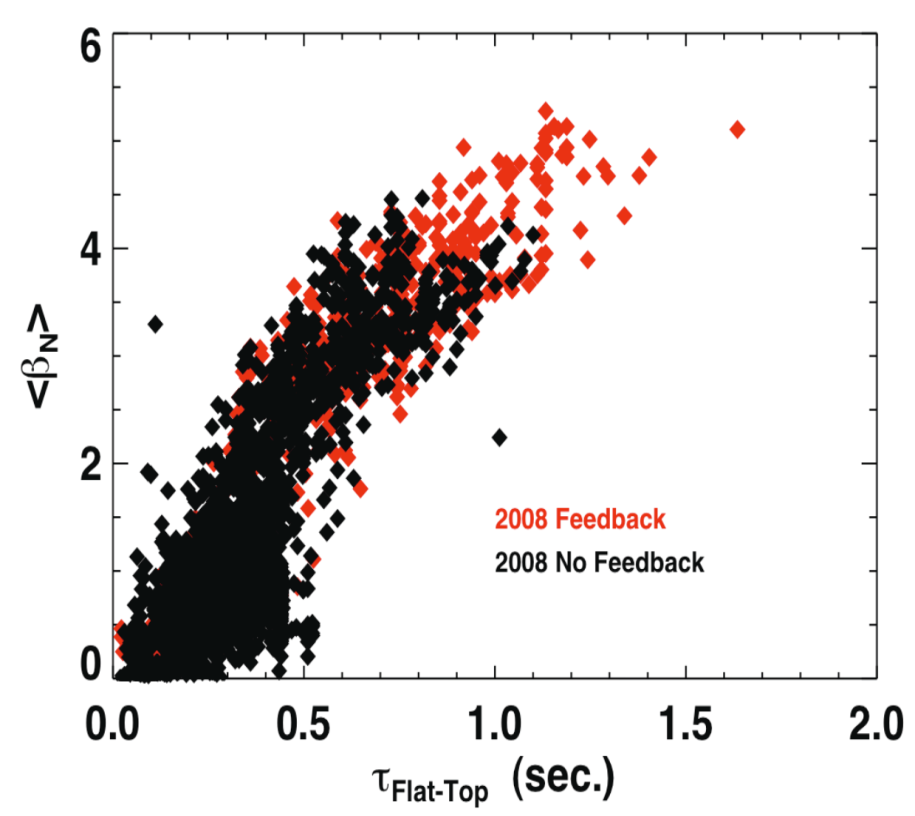 6
4
2
0
<βN>
2008 Feedback
2008 No Feedback
0.0 0.5 1.0 1.5 2.0
τFlat-Top (sec.)